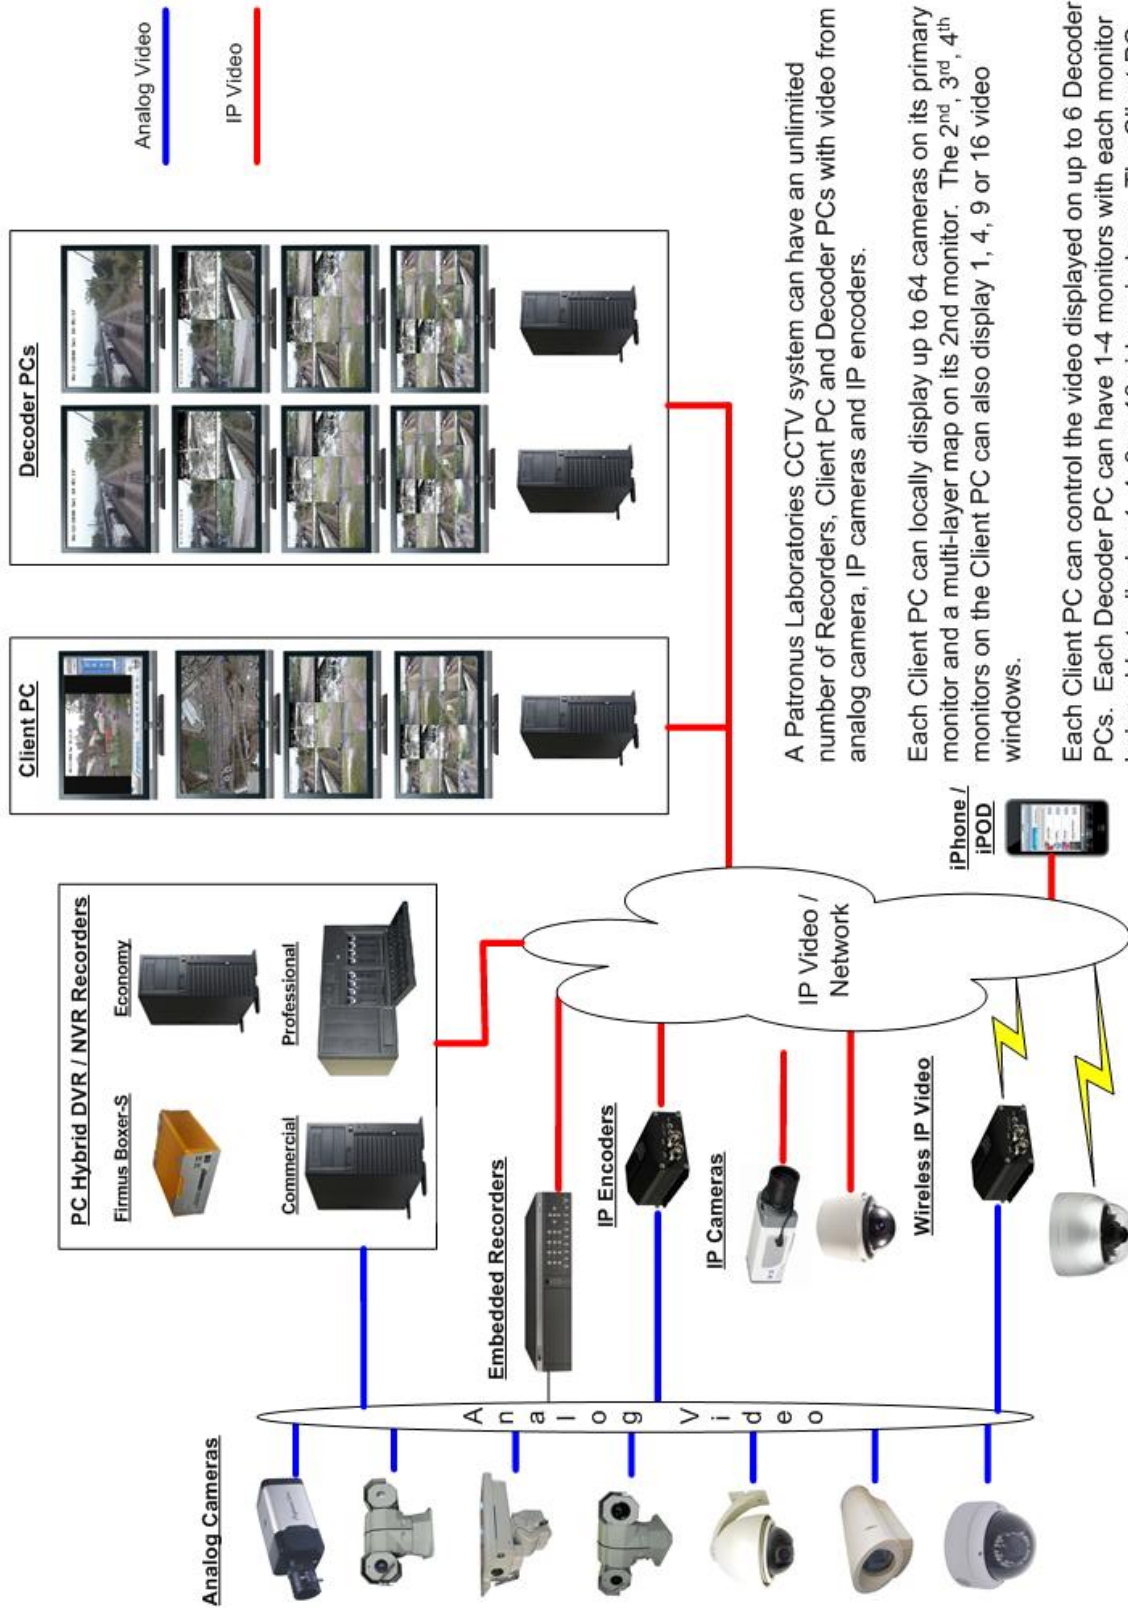 Analog Video
IP Video
Decoder PCs
Client PC
PC Hybrid DVR / NVR Recorders
Firmus Boxer-S
Economy
Commercial
Professional
Embedded Recorders
IP Encoders
IP Cameras
Wireless IP Video
Analog Cameras
Analog Video
IP Video /
Network
iPhone /
iPOD
A Patronus Laboratories CCTV system can have an unlimited
number of Recorders, Client PC and Decoder PCs with video from
analog camera, IP cameras and IP encoders.
Each Client PC can locally display up to 64 cameras on its primary
monitor and a multi-layer map on its 2nd monitor. The 2nd, 3rd, 4th
monitors on the Client PC can also display 1, 4, 9 or 16 video
windows.
Each Client PC can control the video displayed on up to 6 Decoder
PCs. Each Decoder PC can have 1-4 monitors with each monitor